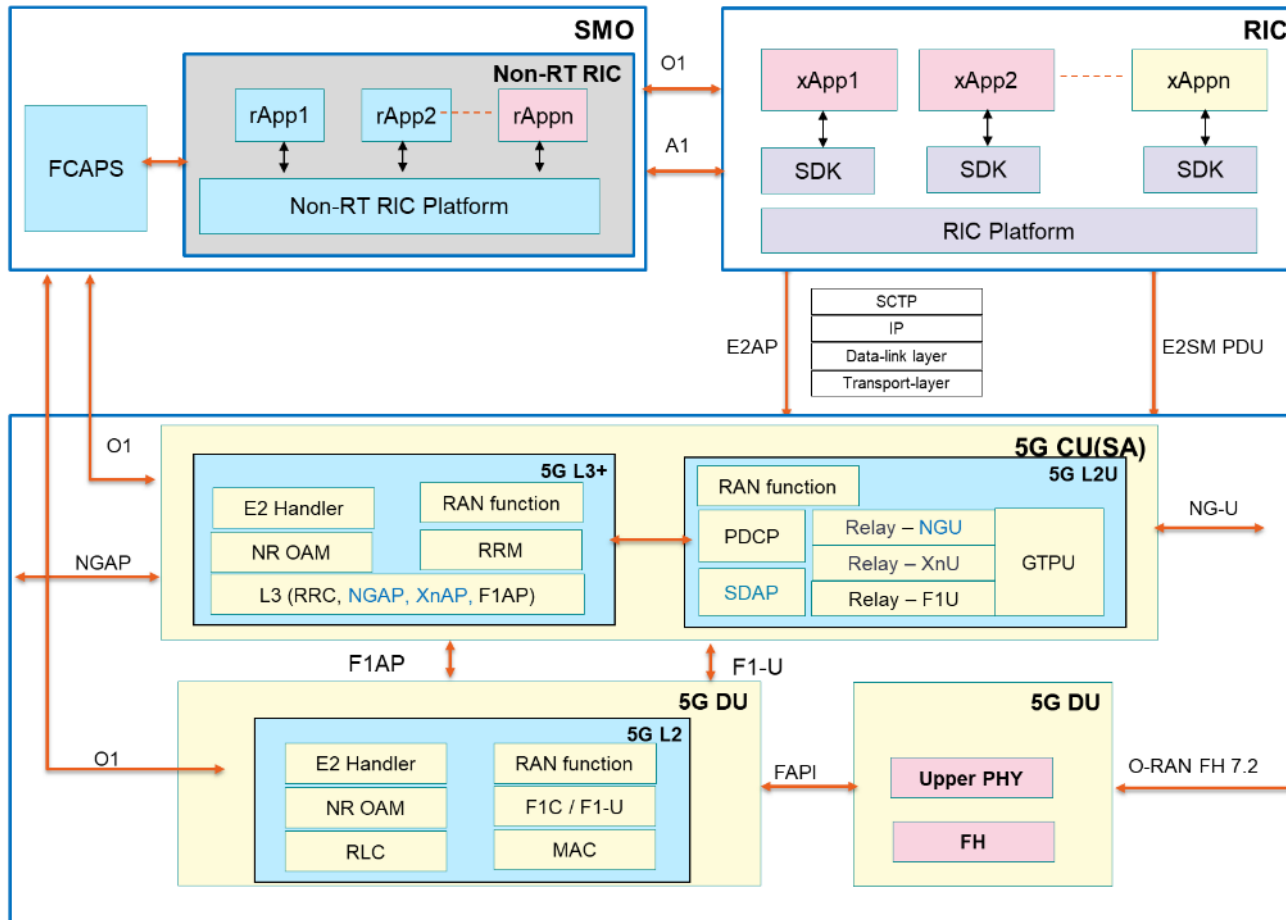 SMO
Non-RT RIC
rApp1
rApp2
rAppn
FCAPS
Non-RT RIC Platform
O1
A1
RIC
xApp1
xApp2
xAppn
SDK
SDK
SDK
RIC Platform
E2AP
SCTP
IP
Data-link layer
Transport-layer
E2SM PDU
O1
5G CU(SA)
5G L3+
E2 Handler
RAN function
NR OAM
RRM
L3 (RRC, NGAP, XnAP, F1AP)
5G L2U
RAN function
PDCP
SDAP
Relay – NGU
Relay – XnU
Relay – F1U
GTPU
NGAP
NG-U
F1AP
F1-U
O1
5G DU
5G L2
E2 Handler
RAN function
NR OAM
F1C / F1-U
RLC
MAC
FAPI
5G DU
Upper PHY
FH
O-RAN FH 7.2